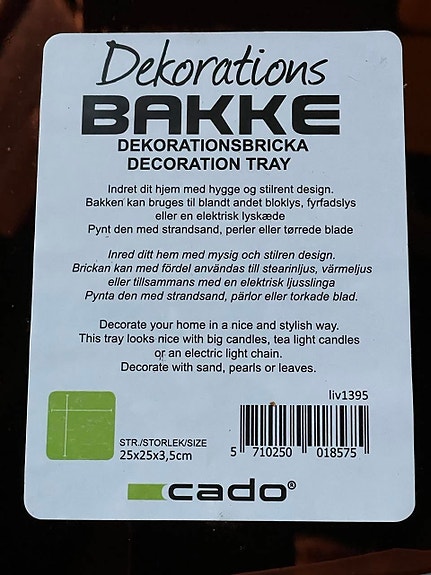 Dekorations
BAKKE
DEKORATIONSBRICKA
DECORATION TRAY
Indret dit hjem med hygge og stilrent design.
Bakken kan bruges til blandt andet bloklys, fyrfadslys
eller en elektrisk lyskæde
Pynt den med strandsand, perler eller tørrede blade
Inred ditt hem med mysig och stilren design.
Brickan kan med fördel användas till stearinljus, värmeljus
eller tillsammans med en elektrisk ljusslinga
Pynta den med strandsand, pärlor eller torkade blad.
Decorate your home in a nice and stylish way.
This tray looks nice with big candles, tea light candles
or an electric light chain.
Decorate with sand, pearls or leaves.
liv1395
STR./STORLEK/SIZE
25x25x3,5cm
5 710250 018575
cado®